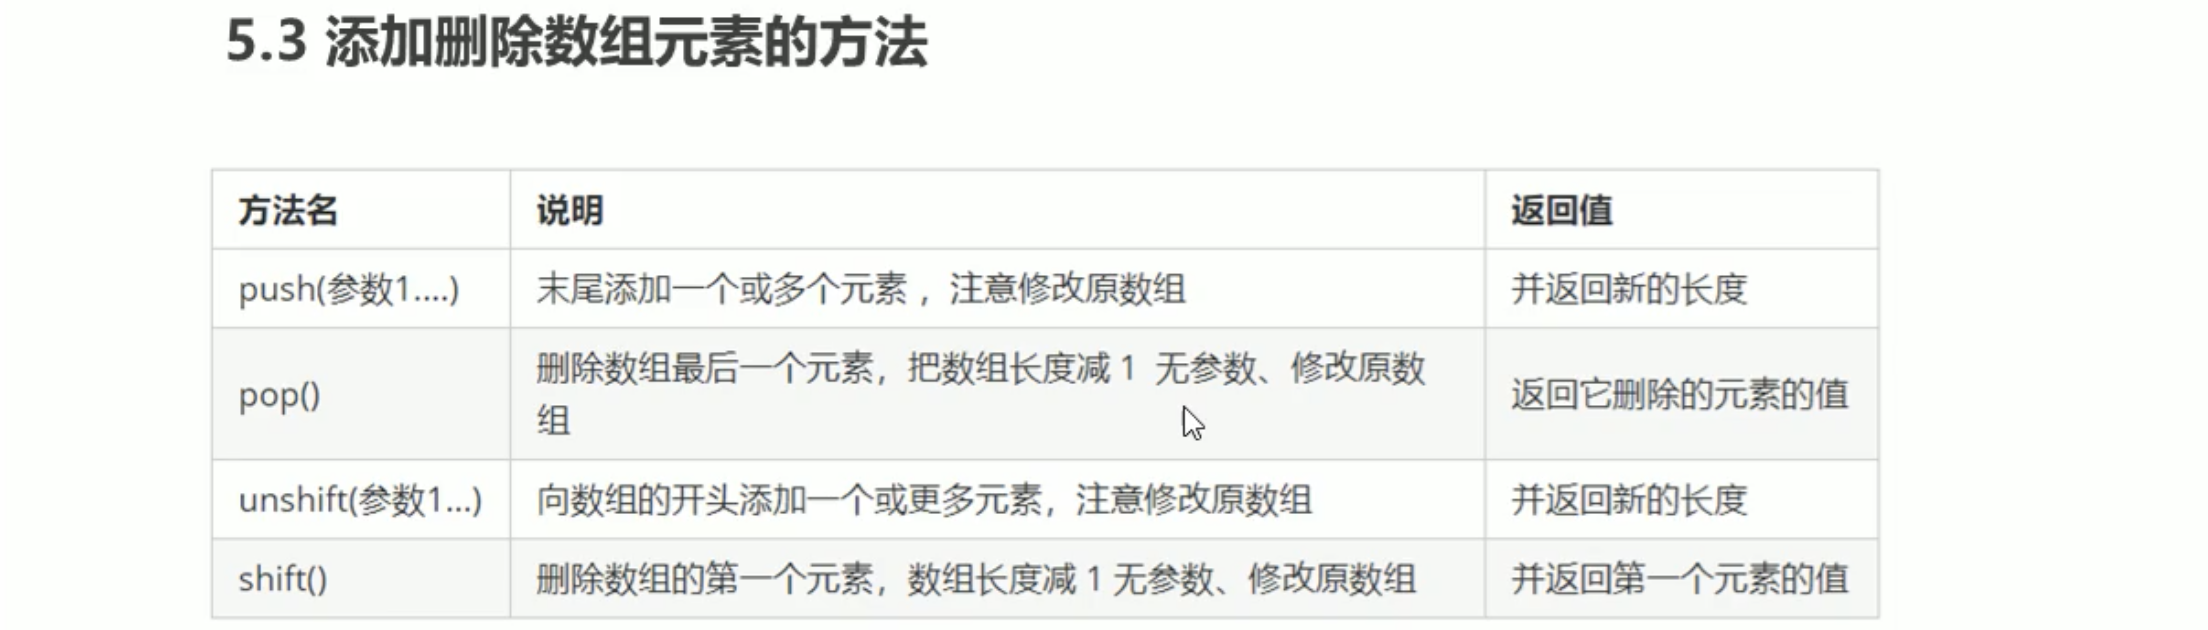 5.3 添加删除数组元素的方法
方法名 说明 返回值
push(参数1....) 末尾添加一个或多个元素 ，注意修改原数组 并返回新的长度
pop() 删除数组最后一个元素，把数组长度减 1 无参数、修改原数
组 返回它删除的元素的值
unshift(参数1...) 向数组的开头添加一个或更多元素，注意修改原数组 并返回新的长度
shift() 删除数组的第一个元素，数组长度减 1 无参数、修改原数组 并返回第一个元素的值